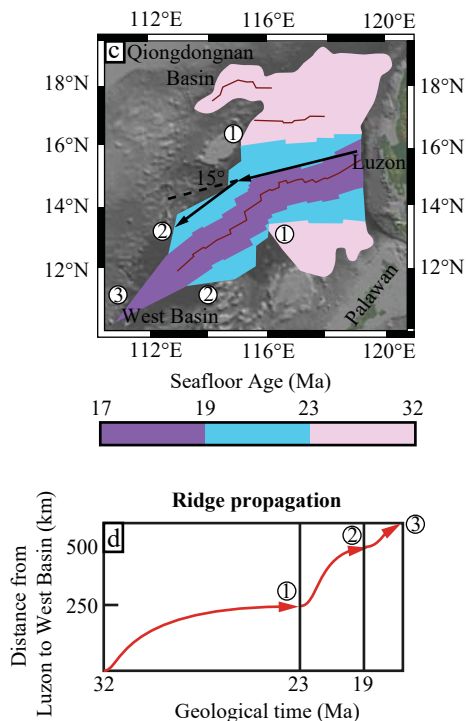 112°E 116°E 120°E
c Qiongdongnan
Basin
18°N 18°N
① 
16°N 16°N
Luzon
15°
14°N 14°N
② ①
12°N 12°N
③ ②
West Basin
Palawan
112°E 116°E 120°E
Seafloor Age (Ma)
17 19 23 32
Ridge propagation
d
③
②
①
500
250
Distance from
Luzon to West Basin (km)
32 23 19
Geological time (Ma)